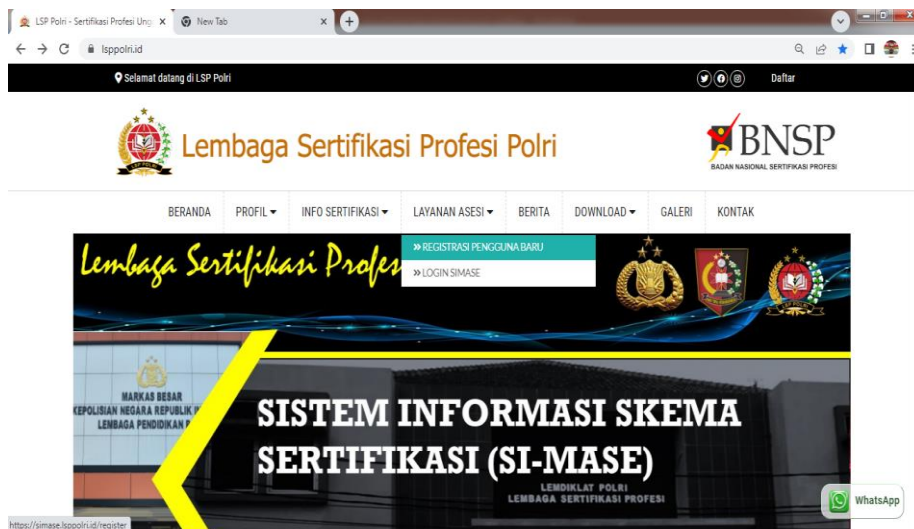 LSP Polri - Sertifikasi Profesi Ung
New Tab
lsppolri.id
Selamat datang di LSP Polri
Daftar
Lembaga Sertifikasi Profesi Polri
BNSP
BADAN NASIONAL SERTIFIKASI PROFESI
BERANDA
PROFIL
INFO SERTIFIKASI
LAYANAN ASESI
BERITA
DOWNLOAD
GALERI
KONTAK
» REGISTRASI PENGGUNA BARU
» LOGIN SIMASE
Lembaga Sertifikasi Profes
MARKAS BESAR
KEPOLISIAN NEGARA REPUBLIK
LEMBAGA PENDIDIKAN
SISTEM INFORMASI SKEMA
SERTIFIKASI (SI-MASE)
LEMDIKLAT POLRI
LEMBAGA SERTIFIKASI PROFESI
WhatsApp
https://simase.lsppolri.id/register